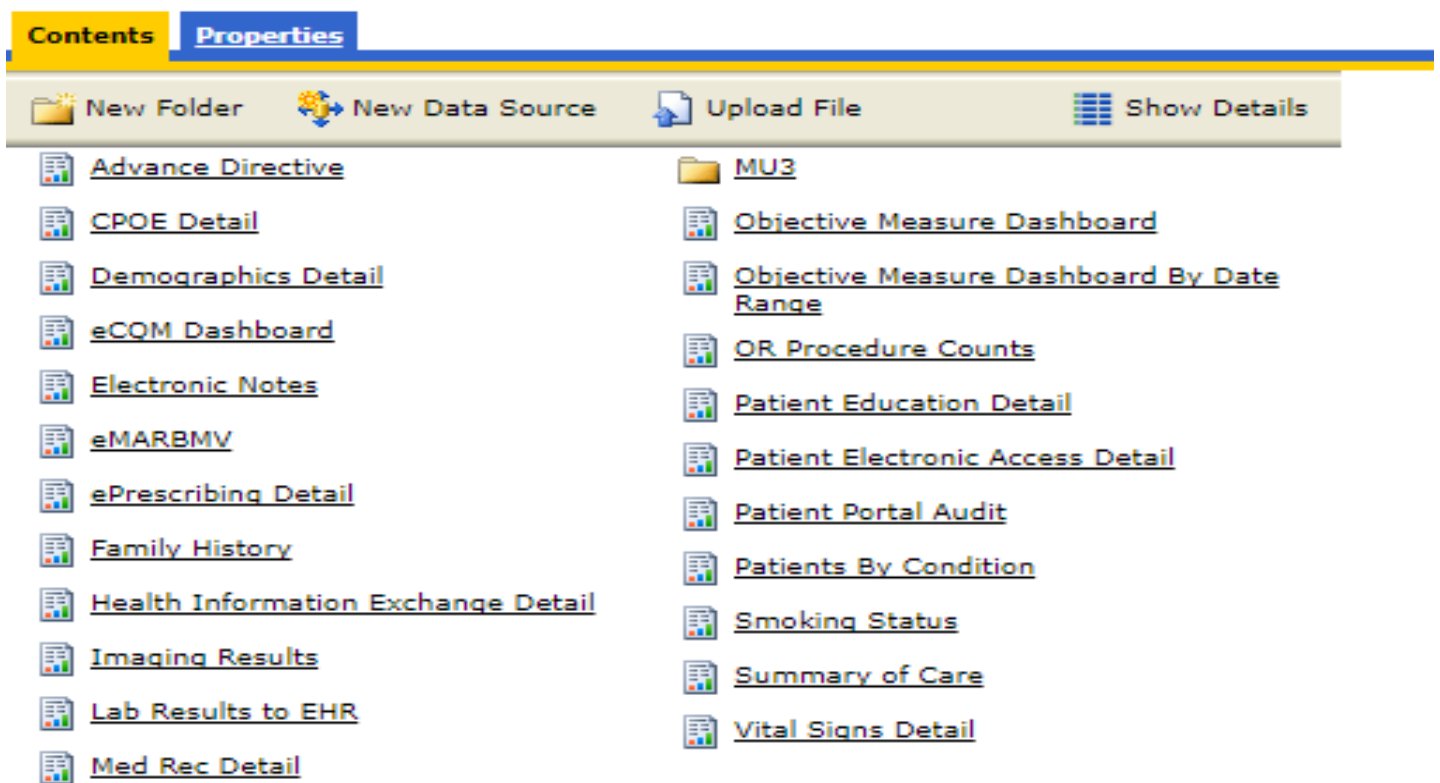 Contents Properties
New Folder New Data Source Upload File Show Details
Advance Directive
CPOE Detail
Demographics Detail
eCQM Dashboard
Electronic Notes
eMARBMV
ePrescribing Detail
Family History
Health Information Exchange Detail
Imaging Results
Lab Results to EHR
Med Rec Detail
MU3
Objective Measure Dashboard
Objective Measure Dashboard By Date
Range
OR Procedure Counts
Patient Education Detail
Patient Electronic Access Detail
Patient Portal Audit
Patients By Condition
Smoking Status
Summary of Care
Vital Signs Detail